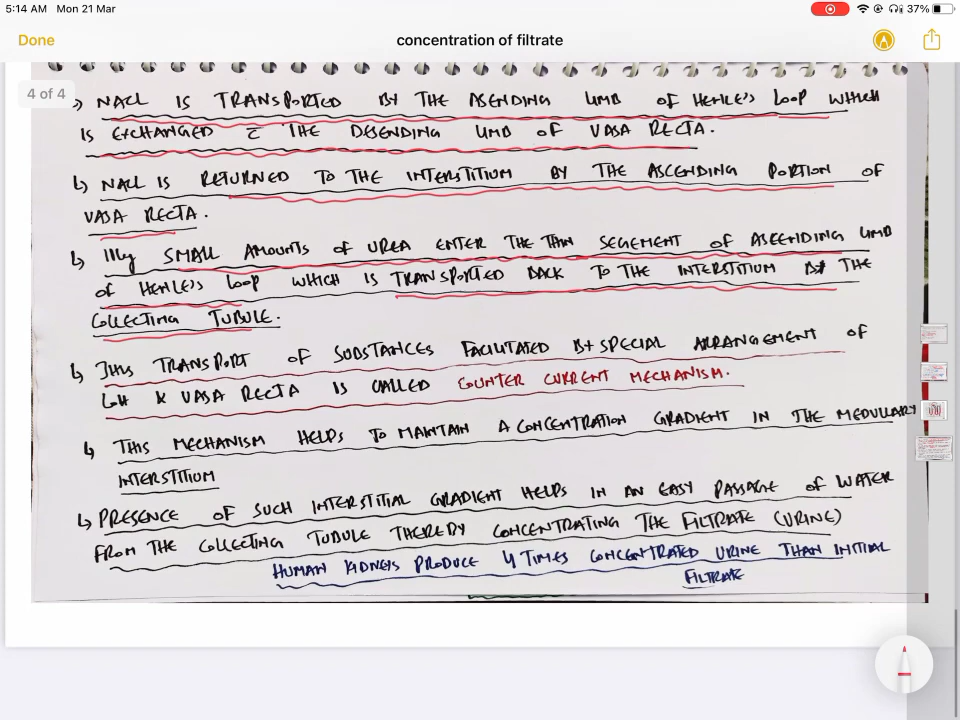 5:14 AM Mon 21 Mar
37%
Done
concentration of filtrate
4 of 4
↳ NACL IS TRANSPORTED BY THE ASENDING LIMB OF HENLE'S LOOP WHICH
IS EXCHANGED c̄ THE DESENDING LIMB OF VASA RECTA.
↳ NACL IS RETURNED TO THE INTERSTITIUM BY THE ASCENDING PORTION OF
VASA RECTA.
↳ Illly SMALL AMOUNTS OF UREA ENTER THE THIN SEGEMENT OF ASCENDING LIMB
OF HENLE'S LOOP WHICH IS TRANSPORTED BACK TO THE INTERSTITIUM BY THE
COLLECTING TUBULE.
↳ THIS TRANSPORT OF SUBSTANCES FACILITATED BY SPECIAL ARRANGEMENT OF
LOH & VASA RECTA IS CALLED COUNTER CURRENT MECHANISM.
↳ THIS MECHANISM HELPS TO MAINTAIN A CONCENTRATION GRADIENT IN THE MEDULLARY
INTERSTITIUM
↳ PRESENCE OF SUCH INTERSTITIAL GRADIENT HELPS IN AN EASY PASSAGE OF WATER
FROM THE COLLECTING TUBULE THEREBY CONCENTRATING THE FILTRATE (URINE)
HUMAN KIDNEYS PRODUCE 4 TIMES CONCENTRATED URINE THAN INITIAL
FILTRATE